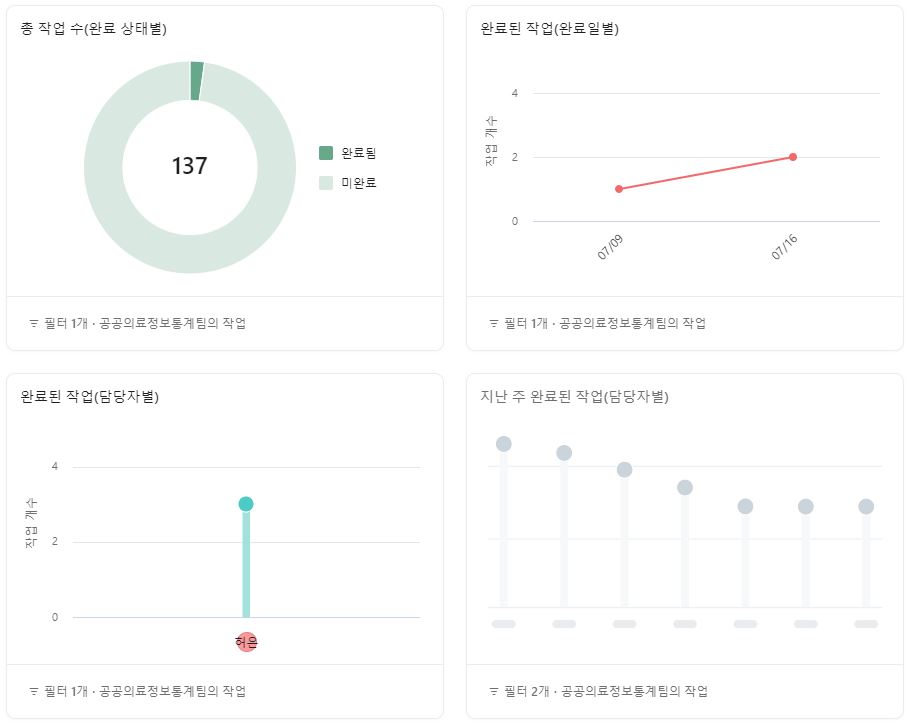 총 작업 수(완료 상태별)
137
완료됨
미완료
필터 1개 · 공공의료정보통계팀의 작업
완료된 작업(완료일별)
작업 개수
4
2
0
07/09
07/16
필터 1개 · 공공의료정보통계팀의 작업
완료된 작업(담당자별)
작업 개수
4
2
0
허은
필터 1개 · 공공의료정보통계팀의 작업
지난 주 완료된 작업(담당자별)
필터 2개 · 공공의료정보통계팀의 작업